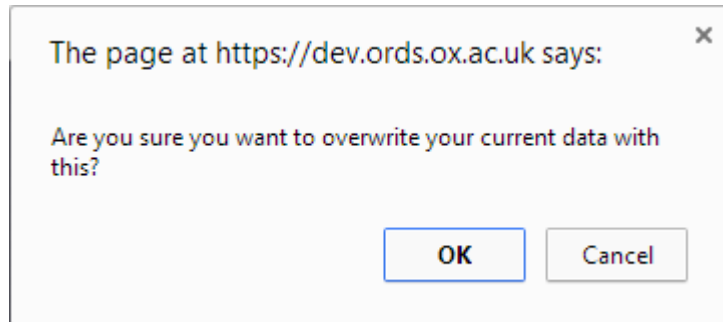 The page at https://dev.ords.ox.ac.uk says:
Are you sure you want to overwrite your current data with
this?
OK
Cancel